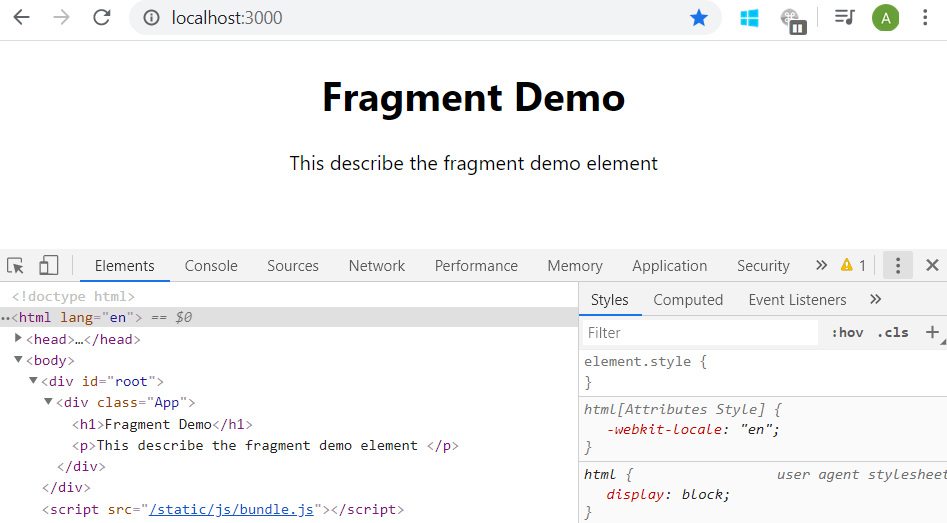 localhost:3000
A
Fragment Demo
This describe the fragment demo element
Elements Console Sources Network Performance Memory Application Security » 1
<!doctype html>
··<html lang="en"> == $0
<head>…</head>
<body>
<div id="root">
<div class="App">
<h1>Fragment Demo</h1>
<p>This describe the fragment demo element </p>
</div>
</div>
<script src="/static/js/bundle.js"></script>
Styles Computed Event Listeners »
Filter :hov .cls +
element.style {
}
html[Attributes Style] {
-webkit-locale: "en";
}
html { user agent stylesheet
display: block;
}